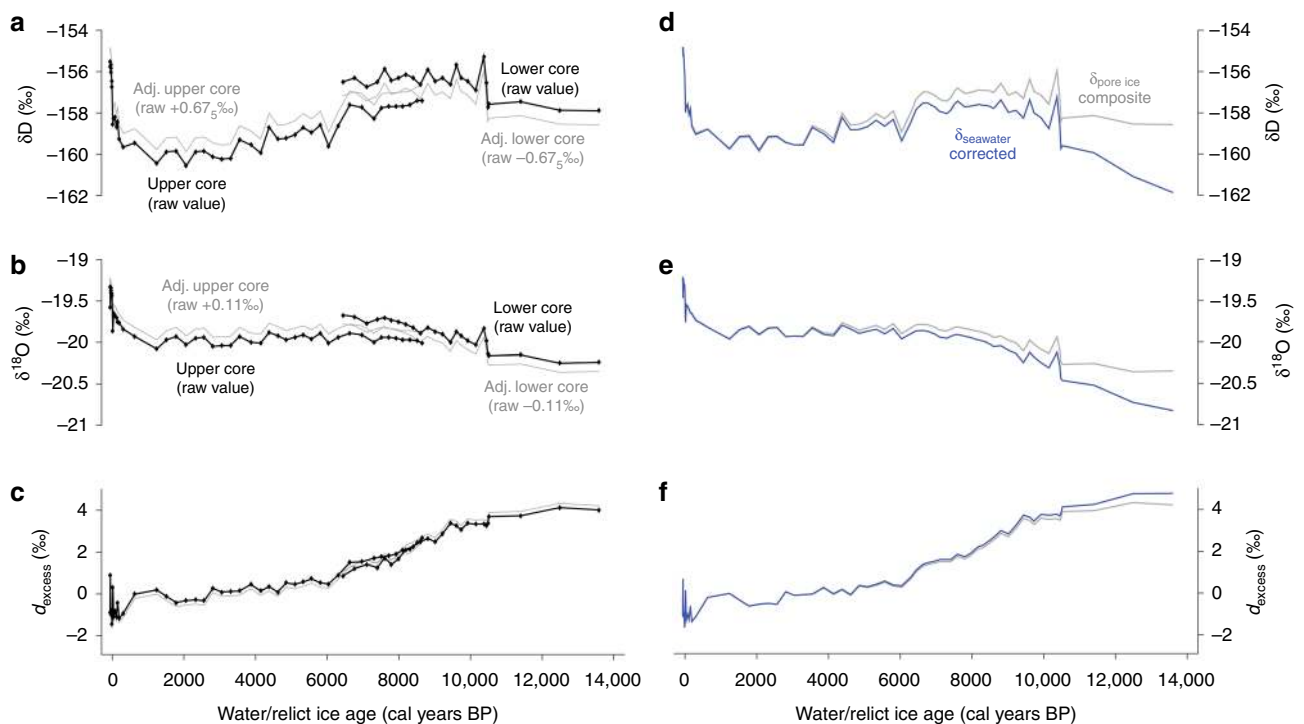 a
−154
−156
−158
−160
−162
δD (‰)
Adj. upper core
(raw +0.67₅‰)
Upper core
(raw value)
Lower core
(raw value)
Adj. lower core
(raw −0.67₅‰)
d
−154
−156
−158
−160
−162
δD (‰)
δpore ice
composite
δseawater
corrected
b
−19
−19.5
−20
−20.5
−21
δ¹⁸O (‰)
Adj. upper core
(raw +0.11‰)
Upper core
(raw value)
Lower core
(raw value)
Adj. lower core
(raw −0.11‰)
e
−19
−19.5
−20
−20.5
−21
δ¹⁸O (‰)
c
4
2
0
−2
dexcess (‰)
0 2000 4000 6000 8000 10,000 12,000 14,000
Water/relict ice age (cal years BP)
f
4
2
0
−2
dexcess (‰)
0 2000 4000 6000 8000 10,000 12,000 14,000
Water/relict ice age (cal years BP)